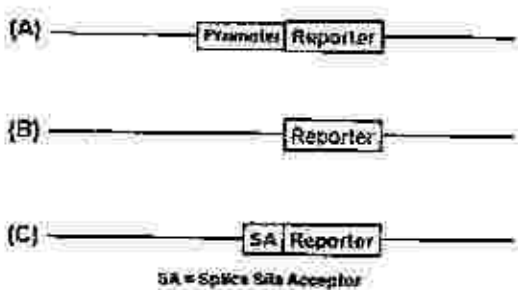 (A) Promoter Reporter
(B) Reporter
(C) SA Reporter
SA = Splice Site Acceptor